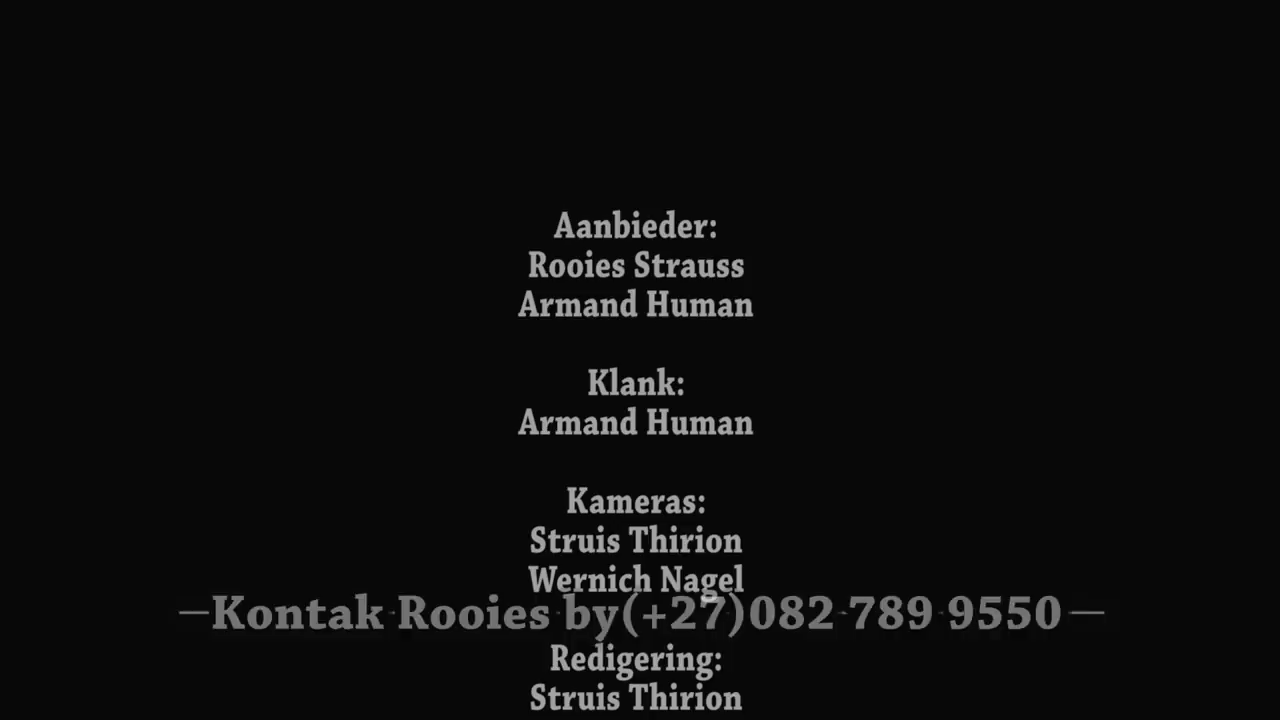 Aanbieder:
Rooies Strauss
Armand Human
Klank:
Armand Human
Kameras:
Struis Thirion
Wernich Nagel
—Kontak Rooies by(+27)082 789 9550—
Redigering:
Struis Thirion